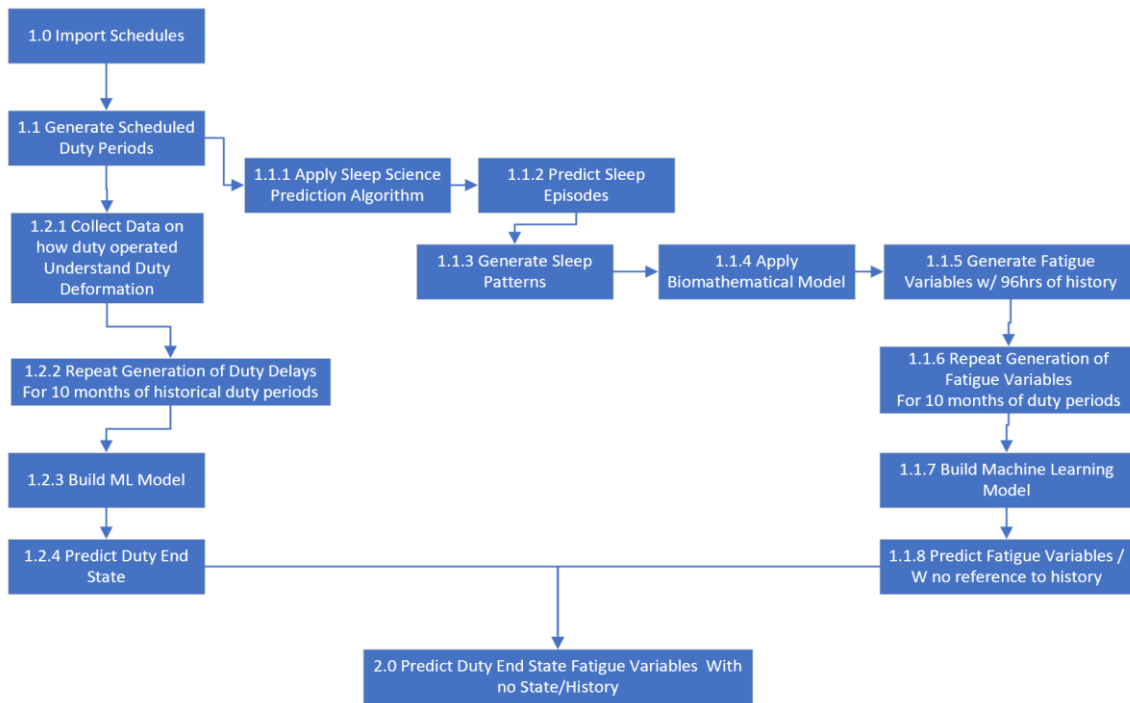 1.0 Import Schedules
1.1 Generate Scheduled
Duty Periods
1.1.1 Apply Sleep Science
Prediction Algorithm
1.1.2 Predict Sleep
Episodes
1.2.1 Collect Data on
how duty operated
Understand Duty
Deformation
1.1.3 Generate Sleep
Patterns
1.1.4 Apply
Biomathematical Model
1.1.5 Generate Fatigue
Variables w/ 96hrs of history
1.2.2 Repeat Generation of Duty Delays
For 10 months of historical duty periods
1.1.6 Repeat Generation of
Fatigue Variables
For 10 months of duty periods
1.2.3 Build ML Model
1.1.7 Build Machine Learning
Model
1.2.4 Predict Duty End
State
1.1.8 Predict Fatigue Variables /
W no reference to history
2.0 Predict Duty End State Fatigue Variables With
no State/History